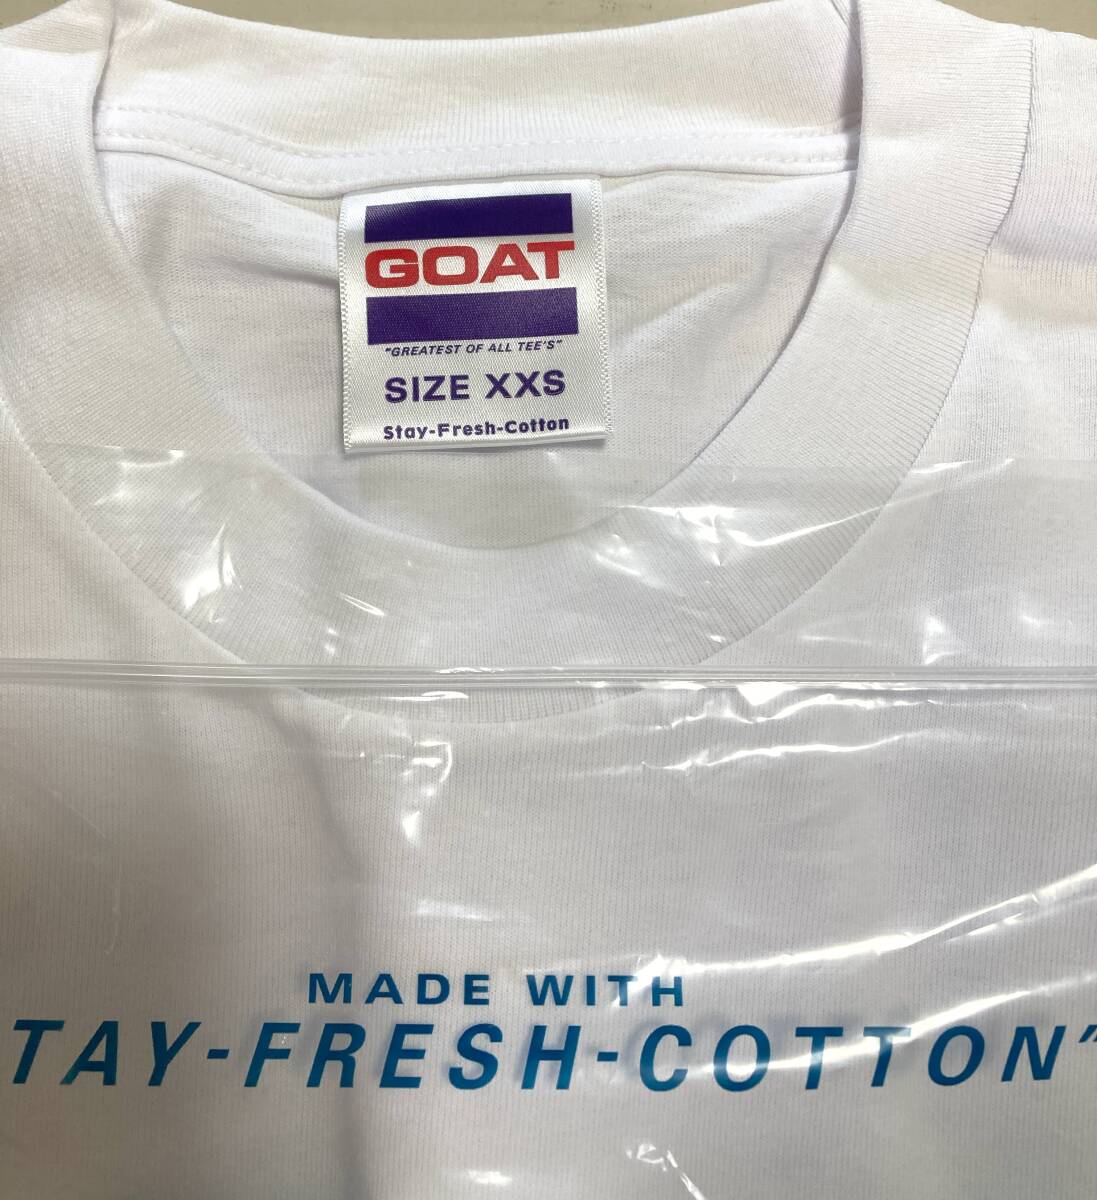 GOAT
"GREATEST OF ALL TEE'S"
SIZE XXS
Stay-Fresh-Cotton
MADE WITH
TAY-FRESH-COTTON"